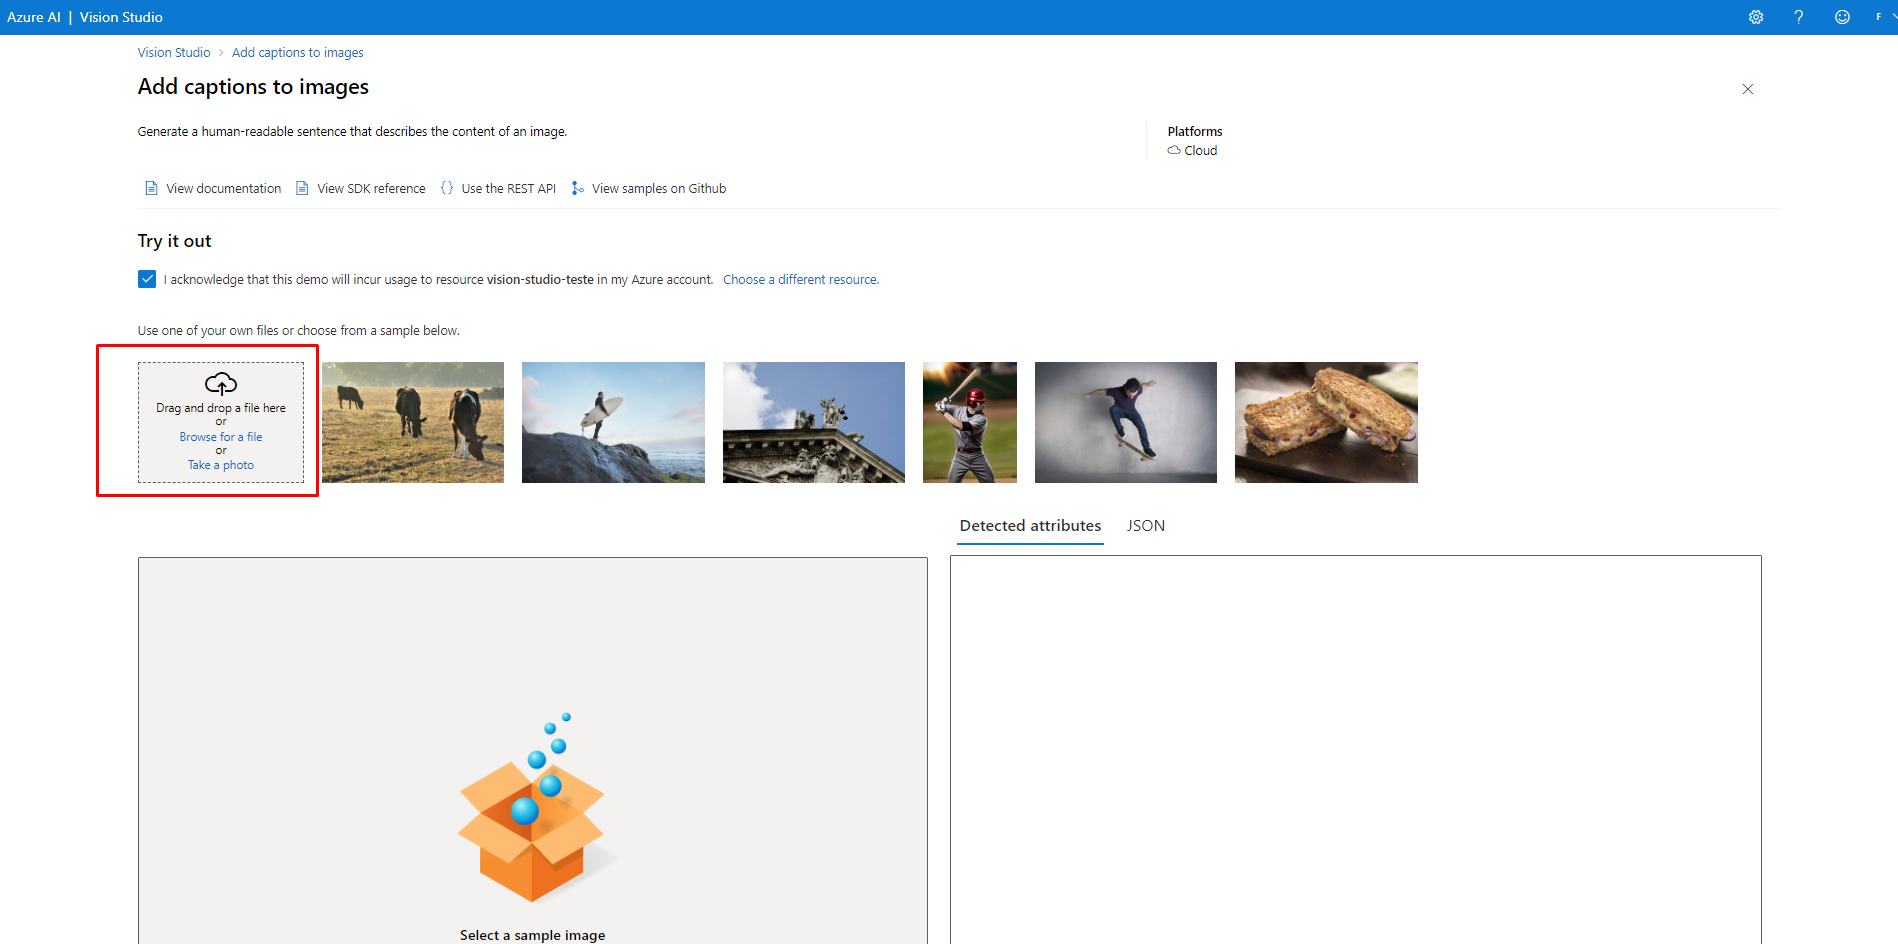 Azure AI | Vision Studio
F
Vision Studio > Add captions to images
Add captions to images
Generate a human-readable sentence that describes the content of an image.
Platforms
Cloud
View documentation View SDK reference {} Use the REST API View samples on Github
Try it out
I acknowledge that this demo will incur usage to resource vision-studio-teste in my Azure account. Choose a different resource.
Use one of your own files or choose from a sample below.
Drag and drop a file here
or
Browse for a file
or
Take a photo
Detected attributes JSON
Select a sample image